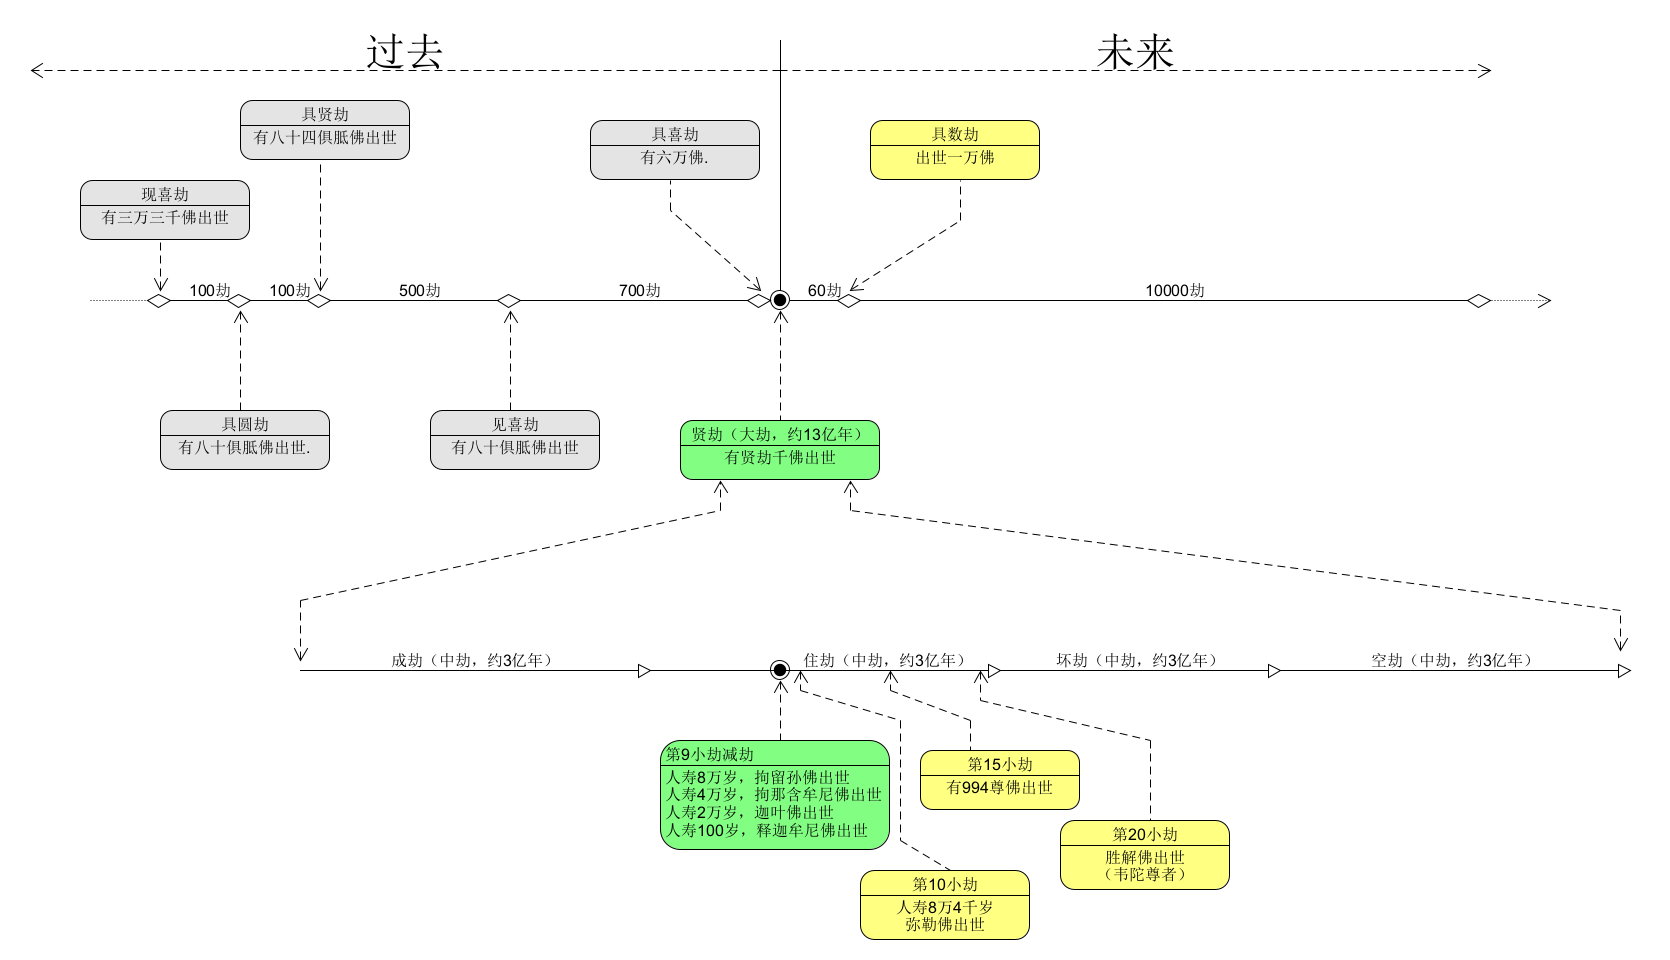 过去
未来
具贤劫
有八十四俱胝佛出世
具喜劫
有六万佛.
具数劫
出世一万佛
现喜劫
有三万三千佛出世
100劫
100劫
500劫
700劫
60劫
10000劫
具圆劫
有八十俱胝佛出世.
见喜劫
有八十俱胝佛出世
贤劫（大劫，约13亿年）
有贤劫千佛出世
成劫（中劫，约3亿年）
住劫（中劫，约3亿年）
坏劫（中劫，约3亿年）
空劫（中劫，约3亿年）
第9小劫减劫
人寿8万岁，拘留孙佛出世
人寿4万岁，拘那含牟尼佛出世
人寿2万岁，迦叶佛出世
人寿100岁，释迦牟尼佛出世
第15小劫
有994尊佛出世
第20小劫
胜解佛出世
（韦陀尊者）
第10小劫
人寿8万4千岁
弥勒佛出世